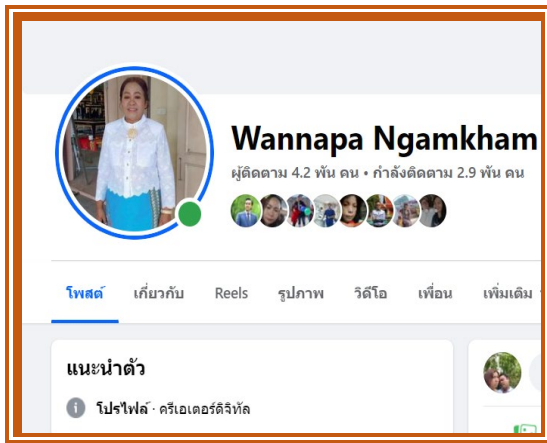 Wannapa Ngamkham
ผู้ติดตาม 4.2 พัน คน • กำลังติดตาม 2.9 พัน คน
โพสต์ เกี่ยวกับ Reels รูปภาพ วิดีโอ เพื่อน เพิ่มเติม
แนะนำตัว
โปรไฟล์ · ครีเอเตอร์ดิจิทัล